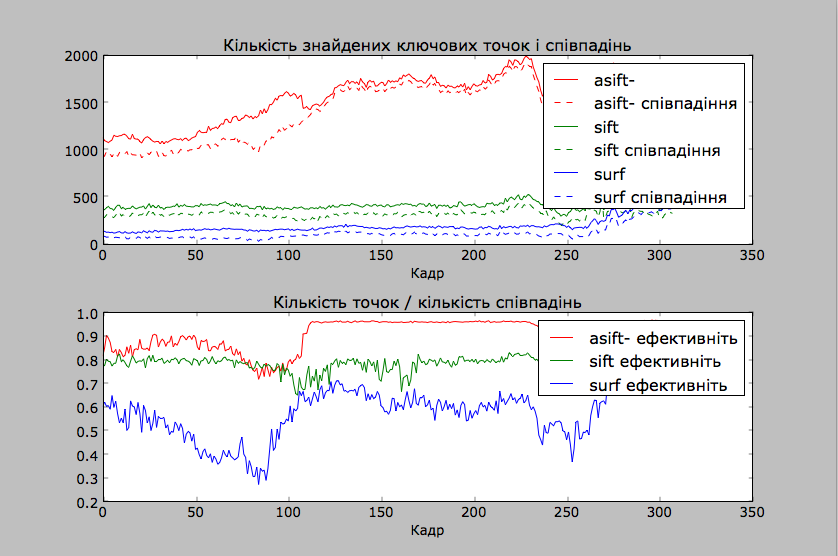 Кількість знайдених ключових точок і співпадінь
2000
1500
1000
500
0
asift-
asift- співпадіння
sift
sift співпадіння
surf
surf співпадіння
0 50 100 150 200 250 300 350
Кадр
Кількість точок / кількість співпадінь
1.0
0.9
0.8
0.7
0.6
0.5
0.4
0.3
0.2
asift- ефективніть
sift ефективніть
surf ефективніть
0 50 100 150 200 250 300 350
Кадр